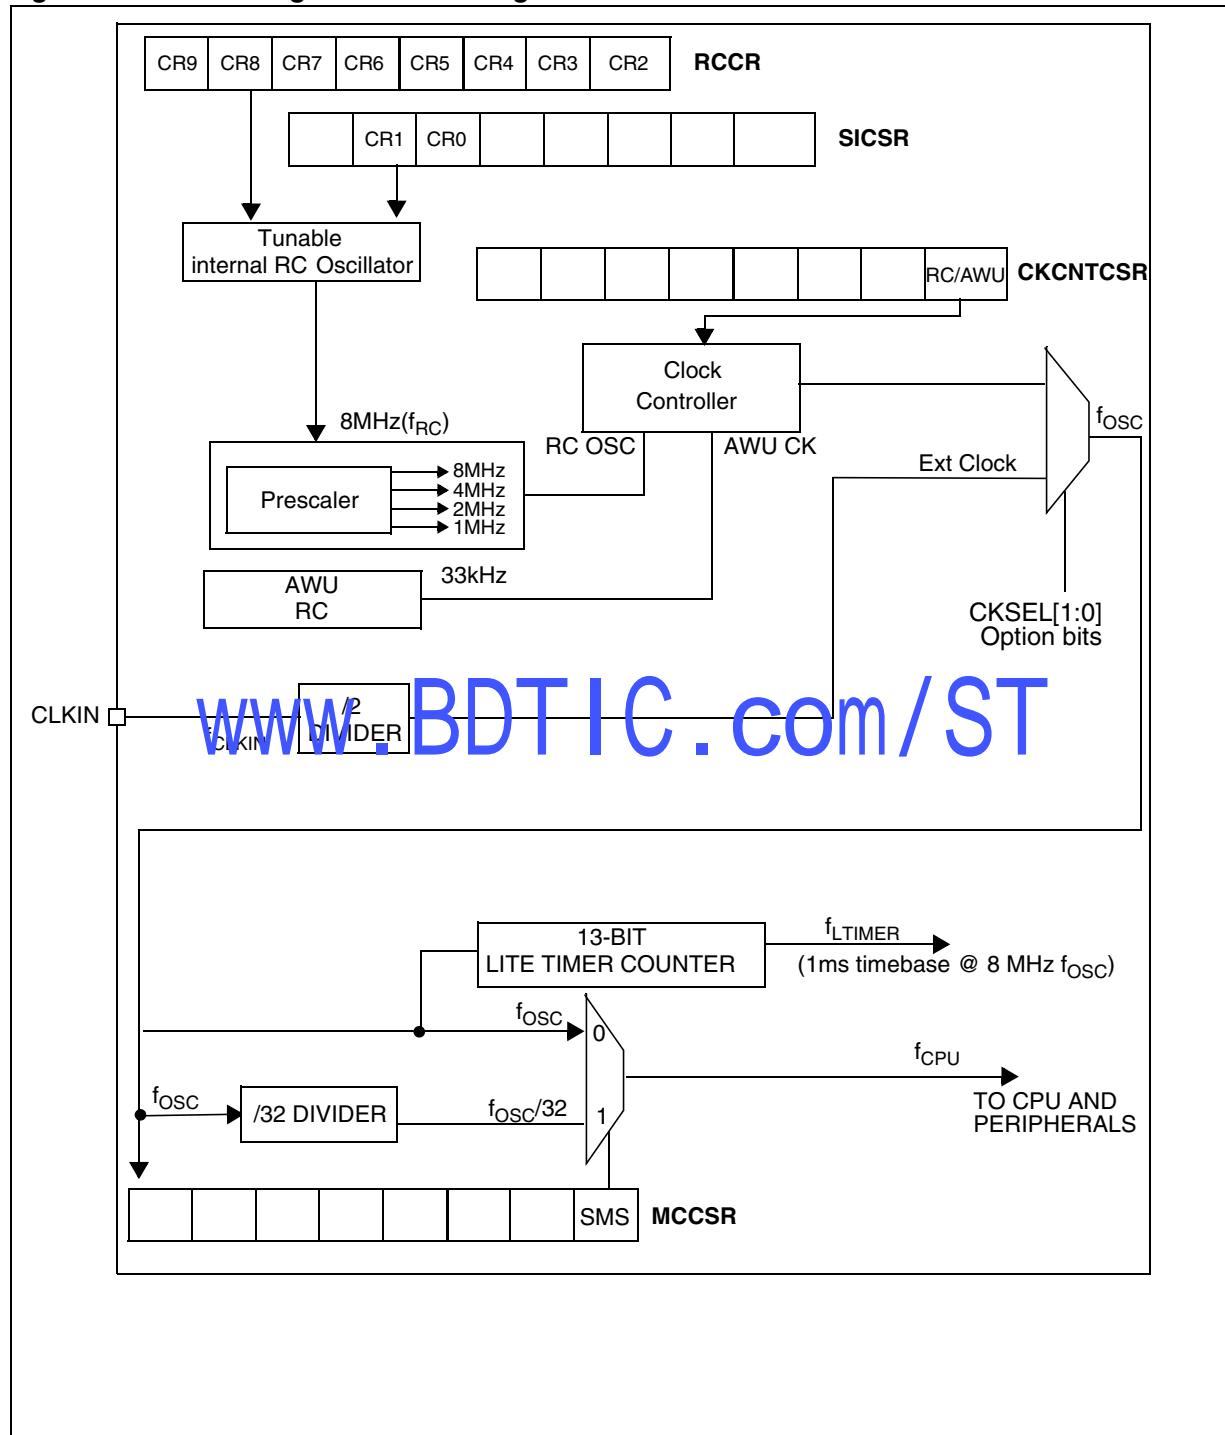 CR9 CR8 CR7 CR6 CR5 CR4 CR3 CR2 RCCR
CR1 CR0 SICSR
Tunable
internal RC Oscillator
RC/AWU CKCNTCSR
Clock
Controller
8MHz(fRC)
RC OSC AWU CK
fOSC
Ext Clock
Prescaler
8MHz
4MHz
2MHz
1MHz
33kHz
AWU
RC
CKSEL[1:0]
Option bits
CLKIN
fCLKIN
/2
DIVIDER
www.BDTIC.com/ST
13-BIT
LITE TIMER COUNTER
fLTIMER
(1ms timebase @ 8 MHz fOSC)
fOSC
0
fCPU
fOSC
/32 DIVIDER
fOSC/32
1
TO CPU AND
PERIPHERALS
SMS MCCSR